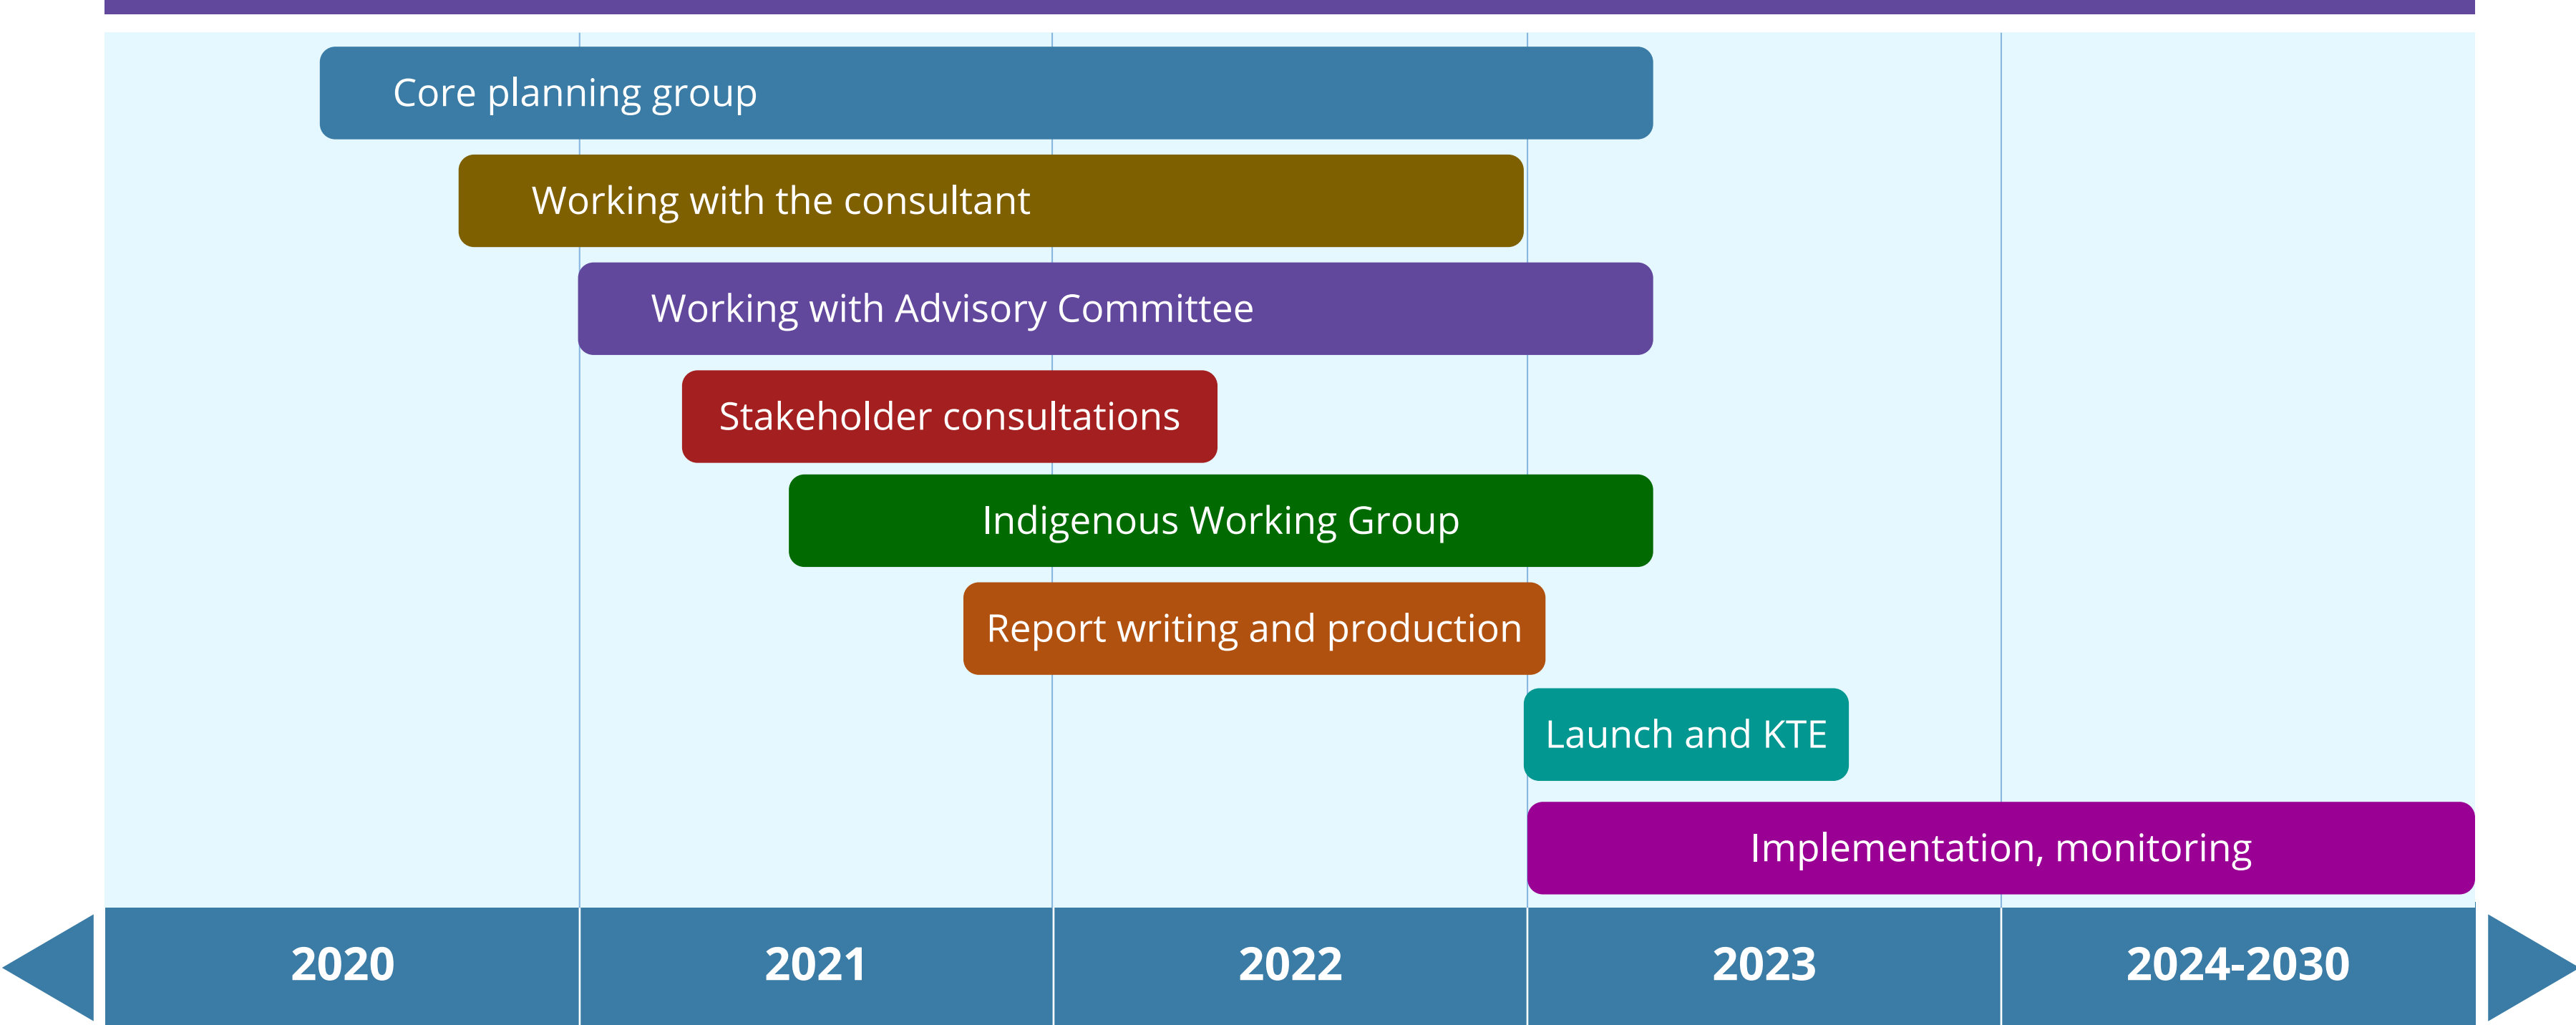 Core planning group
Working with the consultant
Working with Advisory Committee
Stakeholder consultations
Indigenous Working Group
Report writing and production
Launch and KTE
Implementation, monitoring
2020 2021 2022 2023 2024-2030